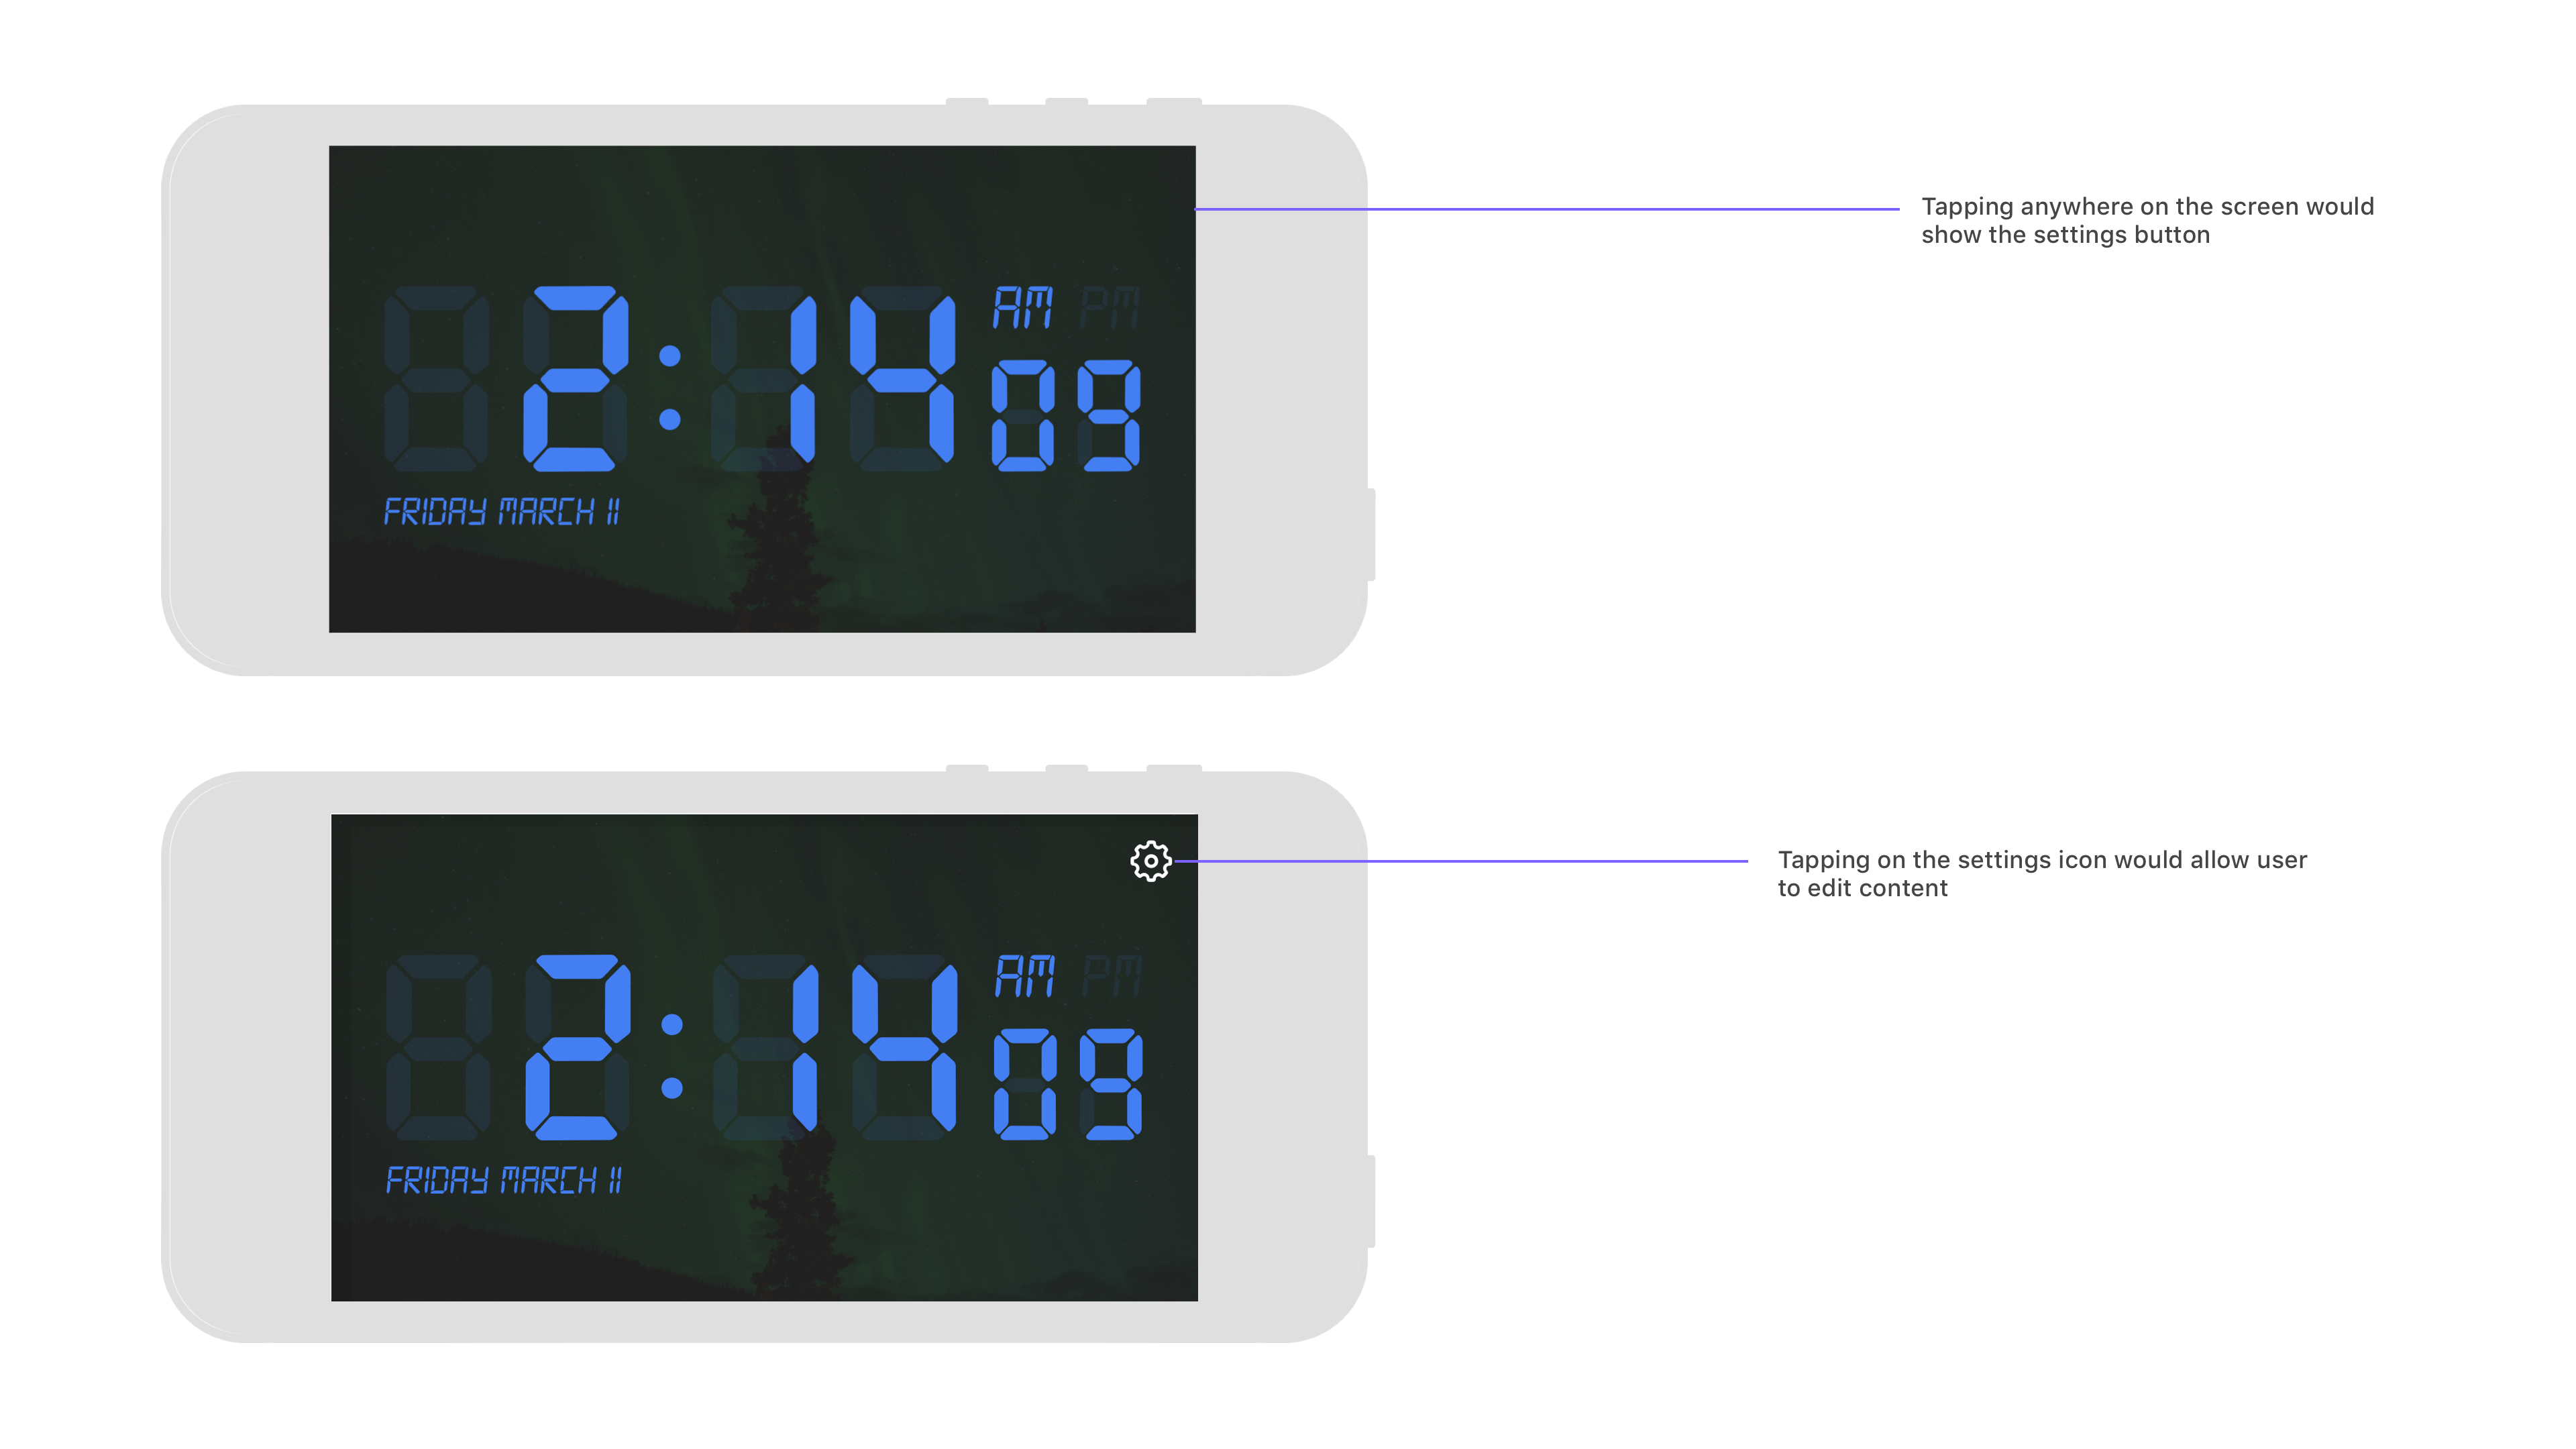 Tapping anywhere on the screen would
show the settings button
AM PM
2:14 09
FRIDAY MARCH 11
Tapping on the settings icon would allow user
to edit content
AM PM
2:14 09
FRIDAY MARCH 11